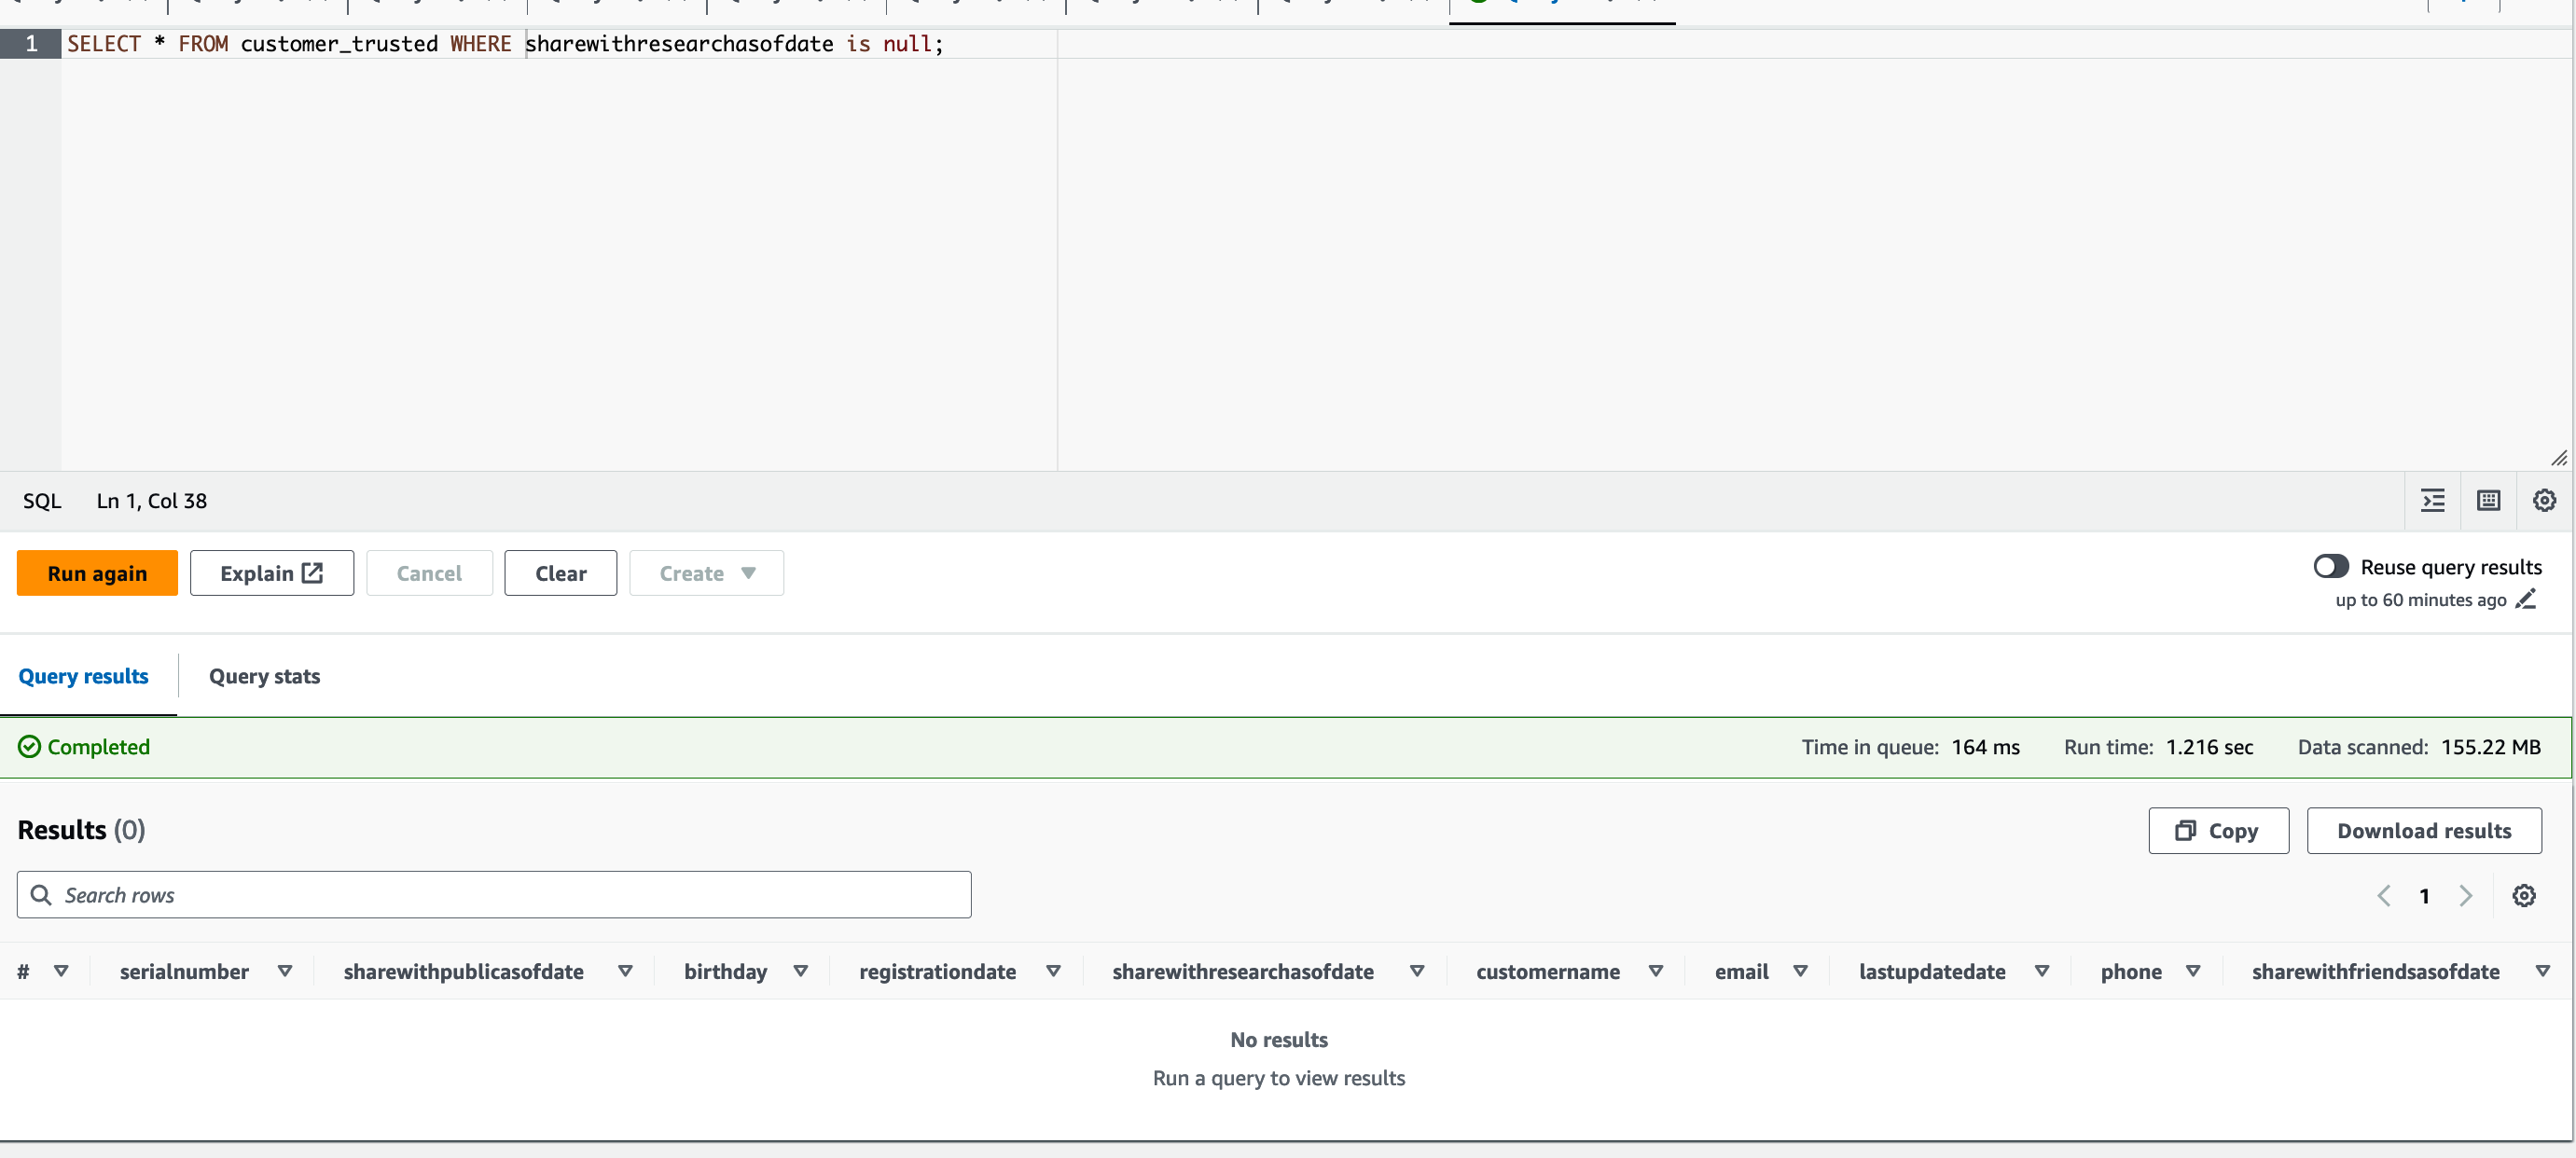 1 SELECT * FROM customer_trusted WHERE sharewithresearchasofdate is null;
SQL Ln 1, Col 38
Run again Explain Cancel Clear Create Reuse query results
up to 60 minutes ago
Query results Query stats
Completed Time in queue: 164 ms Run time: 1.216 sec Data scanned: 155.22 MB
Results (0) Copy Download results
Search rows 1
# serialnumber sharewithpublicasofdate birthday registrationdate sharewithresearchasofdate customername email lastupdatedate phone sharewithfriendsasofdate
No results
Run a query to view results